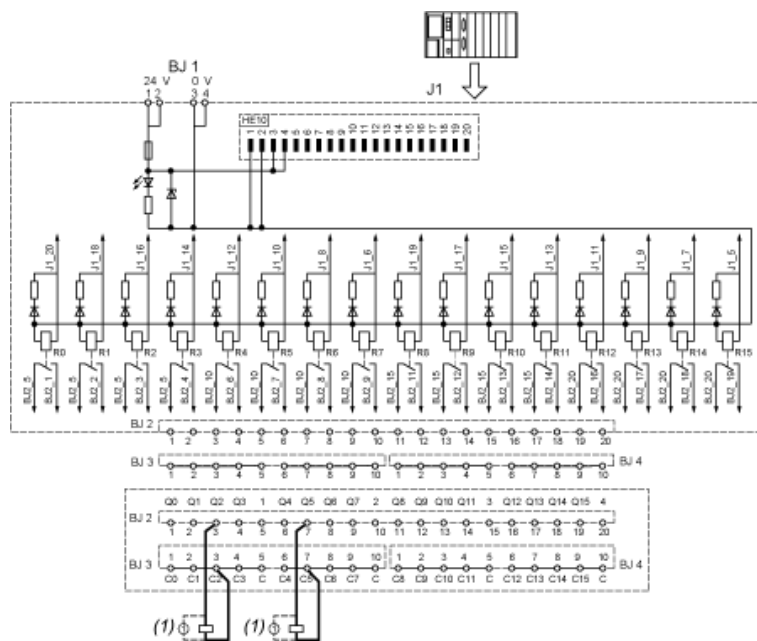 BJ 1
24 V 0 V
1 2 3 4
J1
HE10
1 2 3 4 5 6 7 8 9 10 11 12 13 14 15 16 17 18 19 20
J1_20 J1_18 J1_16 J1_14 J1_12 J1_10 J1_8 J1_6 J1_19 J1_17 J1_15 J1_13 J1_11 J1_9 J1_7 J1_5
R0 R1 R2 R3 R4 R5 R6 R7 R8 R9 R10 R11 R12 R13 R14 R15
BJ2_5 BJ2_1 BJ2_5 BJ2_2 BJ2_5 BJ2_3 BJ2_5 BJ2_4 BJ2_10 BJ2_6 BJ2_10 BJ2_7 BJ2_10 BJ2_8 BJ2_10 BJ2_9 BJ2_15 BJ2_11 BJ2_15 BJ2_12 BJ2_15 BJ2_13 BJ2_15 BJ2_14 BJ2_20 BJ2_16 BJ2_20 BJ2_17 BJ2_20 BJ2_18 BJ2_20 BJ2_19
BJ 2
1 2 3 4 5 6 7 8 9 10 11 12 13 14 15 16 17 18 19 20
BJ 3 BJ 4
1 2 3 4 5 6 7 8 9 10 1 2 3 4 5 6 7 8 9 10
Q0 Q1 Q2 Q3 1 Q4 Q5 Q6 Q7 2 Q8 Q9 Q10 Q11 3 Q12 Q13 Q14 Q15 4
BJ 2
1 2 3 4 5 6 7 8 9 10 11 12 13 14 15 16 17 18 19 20
1 2 3 4 5 6 7 8 9 10 1 2 3 4 5 6 7 8 9 10
BJ 3 BJ 4
C0 C1 C2 C3 C C4 C5 C6 C7 C C8 C9 C10 C11 C C12 C13 C14 C15 C
(1) (1)